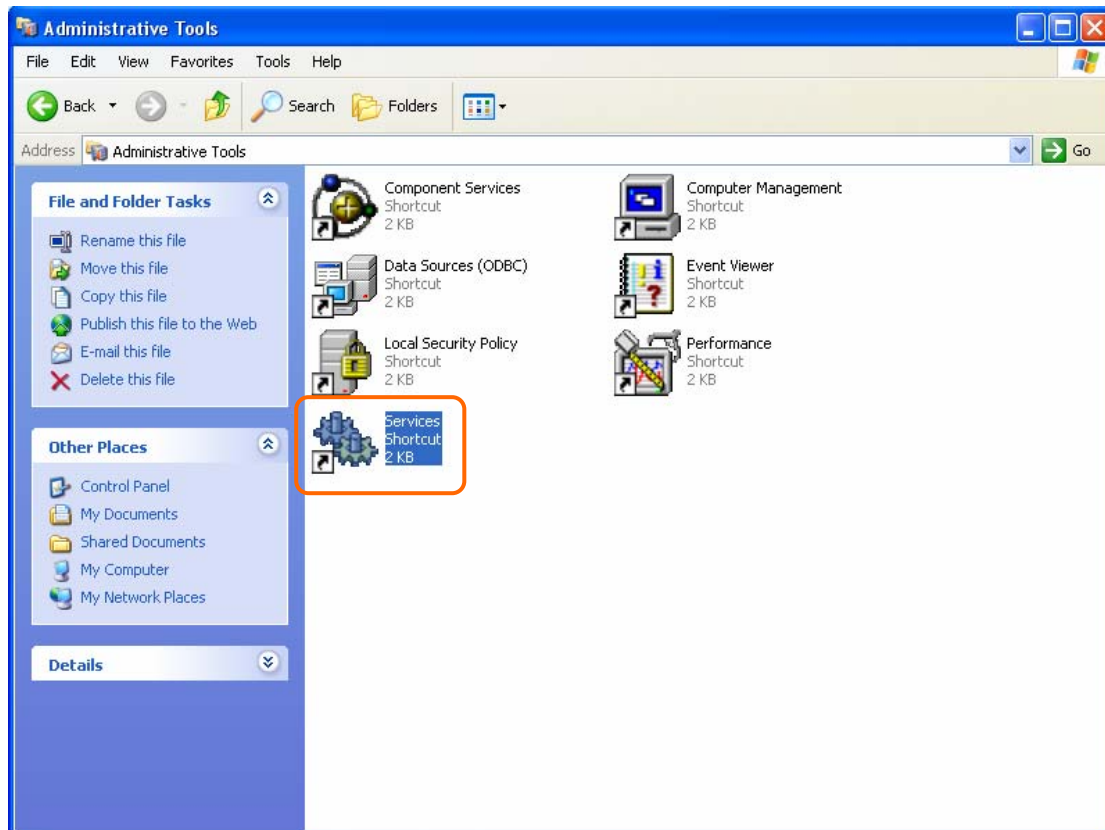 Administrative Tools
File Edit View Favorites Tools Help
Back Search Folders
Address Administrative Tools Go
File and Folder Tasks
Rename this file
Move this file
Copy this file
Publish this file to the Web
E-mail this file
Delete this file
Other Places
Control Panel
My Documents
Shared Documents
My Computer
My Network Places
Details
Component Services
Shortcut
2 KB
Computer Management
Shortcut
2 KB
Data Sources (ODBC)
Shortcut
2 KB
Event Viewer
Shortcut
2 KB
Local Security Policy
Shortcut
2 KB
Performance
Shortcut
2 KB
Services
Shortcut
2 KB